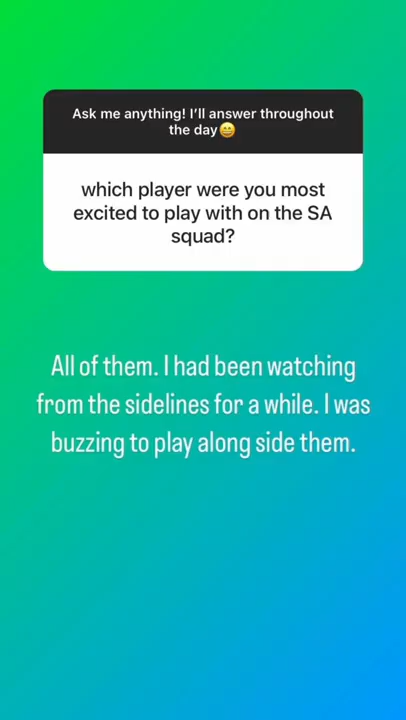 Ask me anything! I'll answer throughout
the day😄
which player were you most
excited to play with on the SA
squad?
All of them. I had been watching
from the sidelines for a while. I was
buzzing to play along side them.